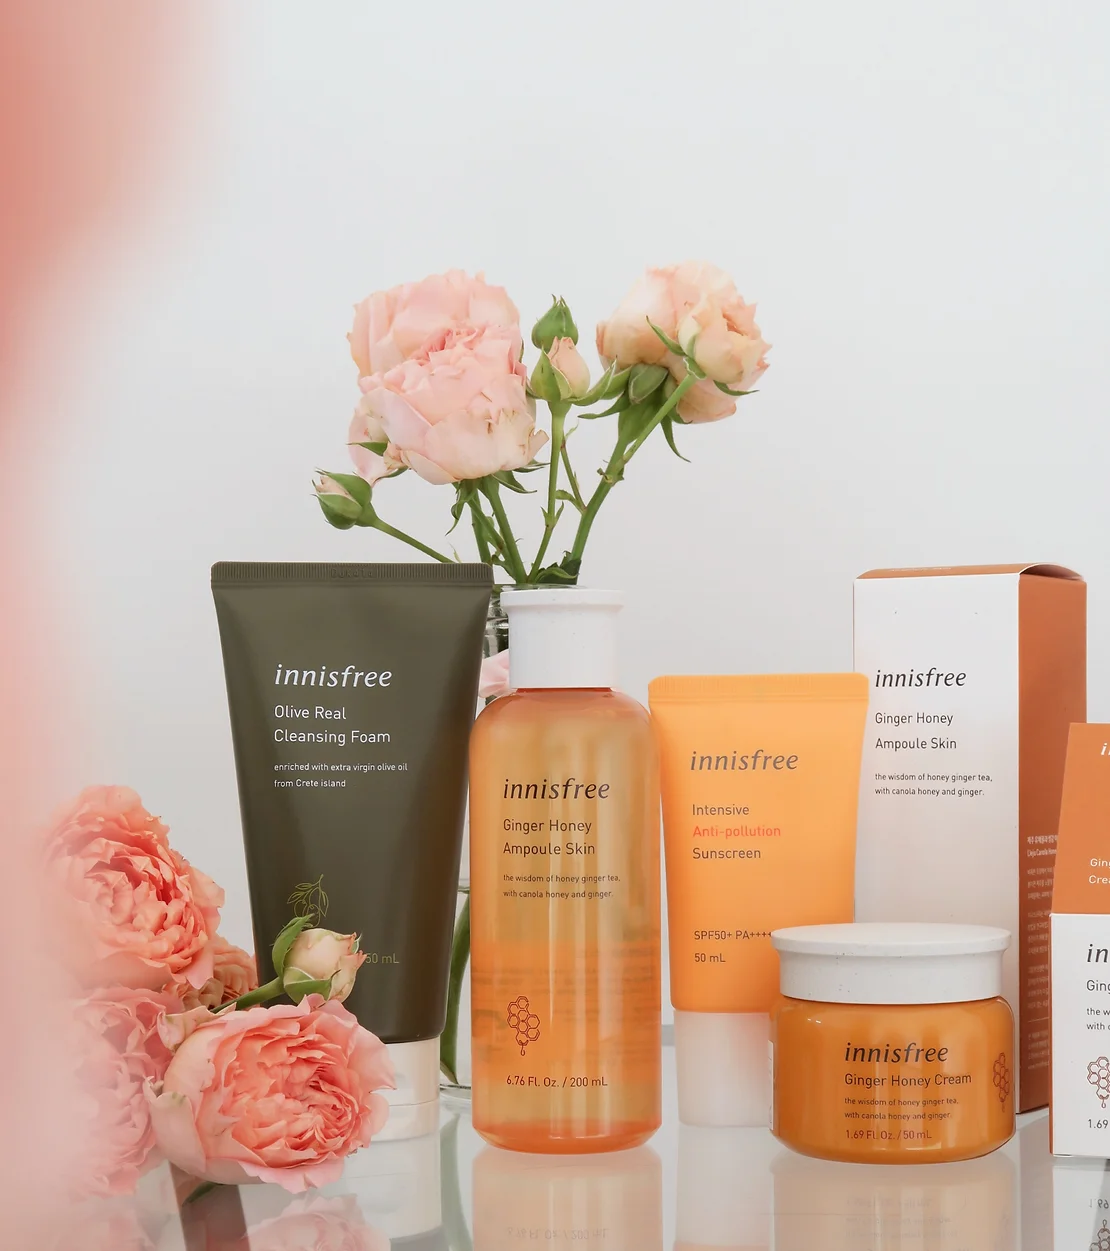 innisfree
Olive Real
Cleansing Foam
enriched with extra virgin olive oil
from Crete island
50 mL
innisfree
Ginger Honey
Ampoule Skin
the wisdom of honey ginger tea,
with canola honey and ginger.
6.76 FL. Oz. / 200 mL
innisfree
Intensive
Anti-pollution
Sunscreen
SPF50+ PA++++
50 mL
innisfree
Ginger Honey
Ampoule Skin
the wisdom of honey ginger tea,
with canola honey and ginger.
innisfree
Ginger Honey Cream
the wisdom of honey ginger tea,
with canola honey and ginger.
1.69 FL. Oz. / 50 mL
1.69